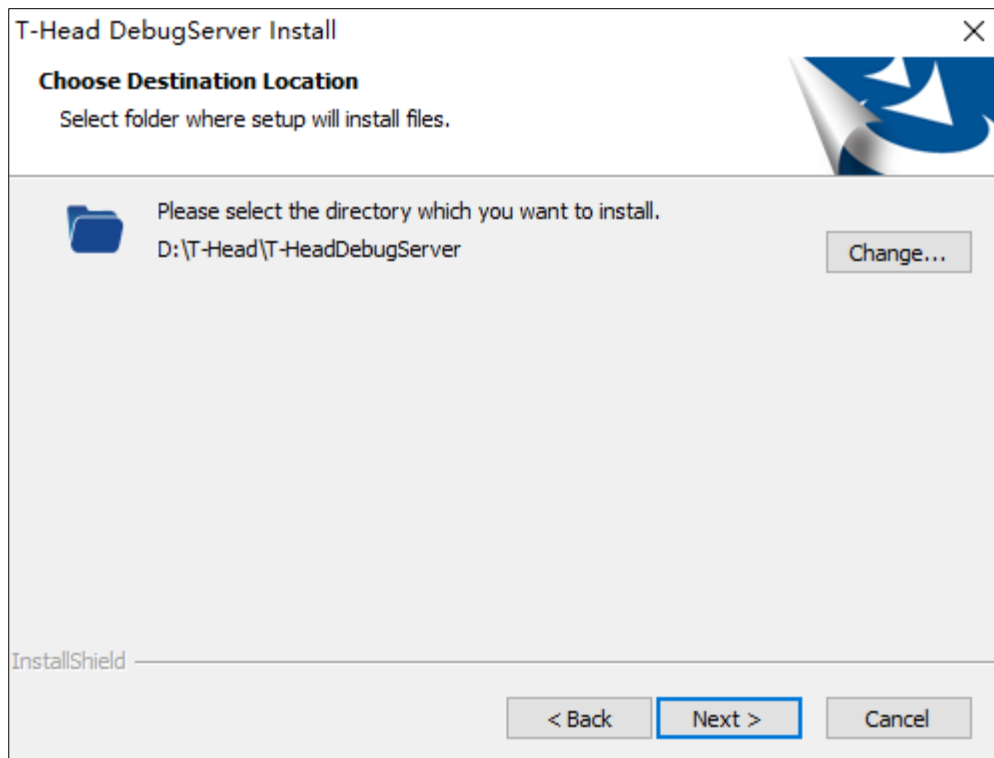 T-Head DebugServer Install
Choose Destination Location
Select folder where setup will install files.
Please select the directory which you want to install.
D:\T-Head\T-HeadDebugServer
Change...
InstallShield
< Back
Next >
Cancel